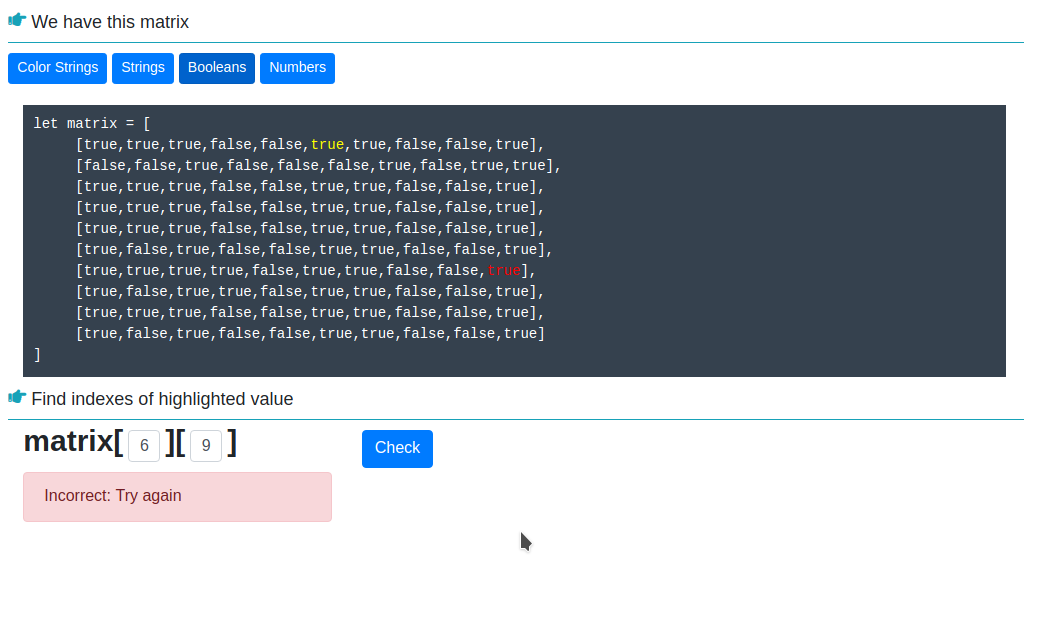 We have this matrix
Color Strings Strings Booleans Numbers
let matrix = [
[true,true,true,false,false,true,true,false,false,true],
[false,false,true,false,false,false,true,false,true,true],
[true,true,true,false,false,true,true,false,false,true],
[true,true,true,false,false,true,true,false,false,true],
[true,true,true,false,false,true,true,false,false,true],
[true,false,true,false,false,true,true,false,false,true],
[true,true,true,true,false,true,true,false,false,true],
[true,false,true,true,false,true,true,false,false,true],
[true,true,true,false,false,true,true,false,false,true],
[true,false,true,false,false,true,true,false,false,true]
]
Find indexes of highlighted value
matrix[ 6 ][ 9 ] Check
Incorrect: Try again